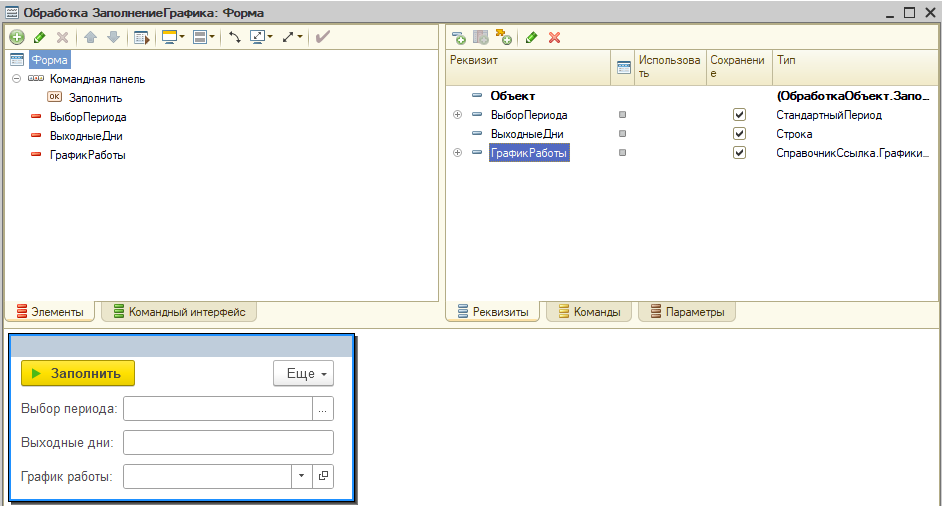 Обработка ЗаполнениеГрафика: Форма
Форма
Командная панель
OK Заполнить
ВыборПериода
ВыходныеДни
ГрафикРаботы
Элементы
Командный интерфейс
Реквизит
Использова
ть
Сохранени
е
Тип
Объект
(ОбработкаОбъект.Запо...
ВыборПериода
СтандартныйПериод
ВыходныеДни
Строка
ГрафикРаботы
СправочникСсылка.Графики...
Реквизиты
Команды
Параметры
Заполнить
Еще
Выбор периода:
...
Выходные дни:
График работы: